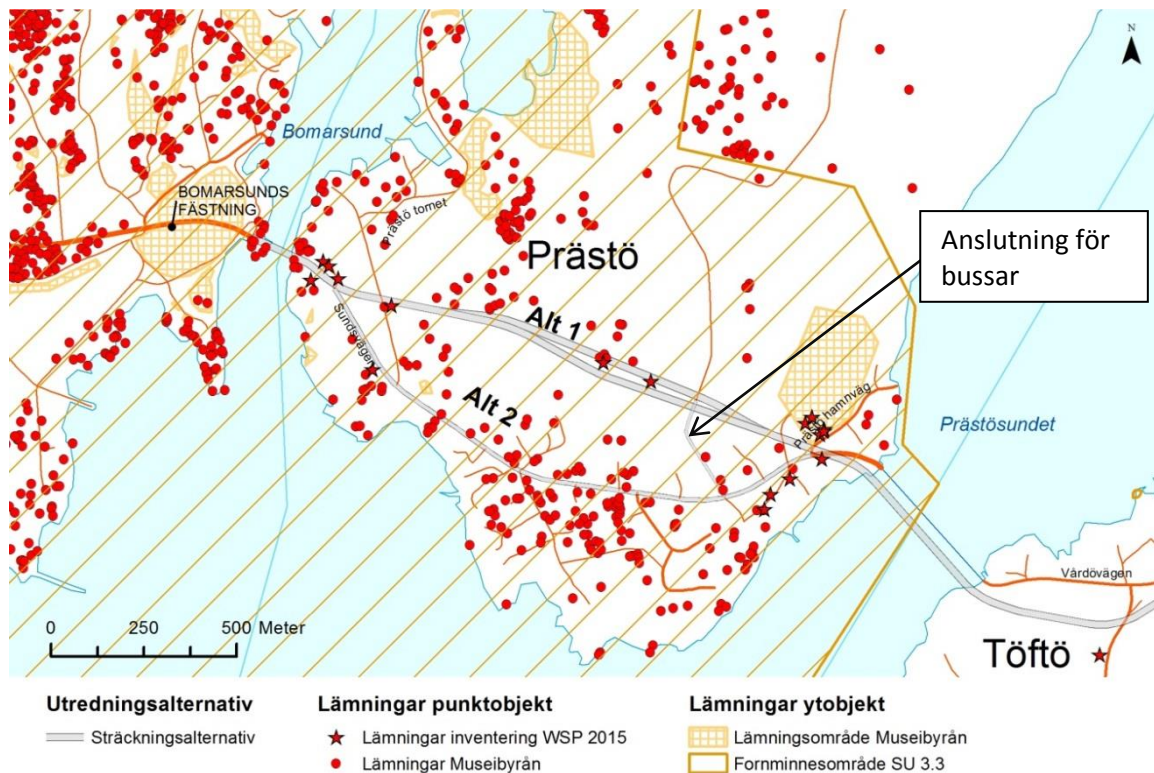 N
Bomarsund
BOMARSUNDS
FÄSTNING
Prästö tornet
Prästö
Anslutning för
bussar
Alt 1
Sundsvägen
Alt 2
Prästö hamnväg
Prästösundet
Vårdövägen
Töftö
0 250 500 Meter
Utredningsalternativ
Sträckningsalternativ
Lämningar punktobjekt
Lämningar inventering WSP 2015
Lämningar Museibyrån
Lämningar ytobjekt
Lämningsområde Museibyrån
Fornminnesområde SU 3.3